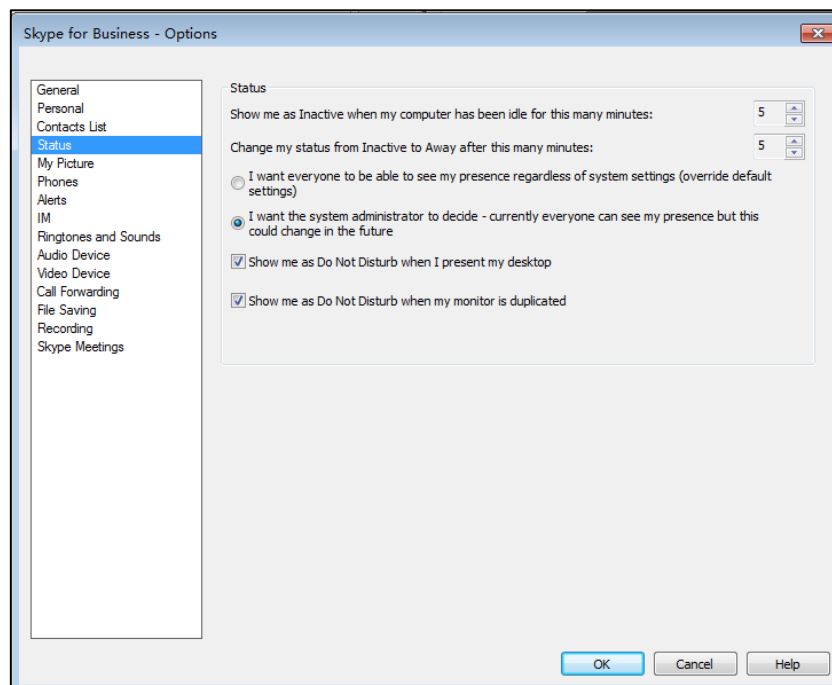 Skype for Business - Options
General
Personal
Contacts List
Status
My Picture
Phones
Alerts
IM
Ringtones and Sounds
Audio Device
Video Device
Call Forwarding
File Saving
Recording
Skype Meetings
Status
Show me as Inactive when my computer has been idle for this many minutes: 5
Change my status from Inactive to Away after this many minutes: 5
I want everyone to be able to see my presence regardless of system settings (override default
settings)
I want the system administrator to decide - currently everyone can see my presence but this
could change in the future
Show me as Do Not Disturb when I present my desktop
Show me as Do Not Disturb when my monitor is duplicated
OK Cancel Help